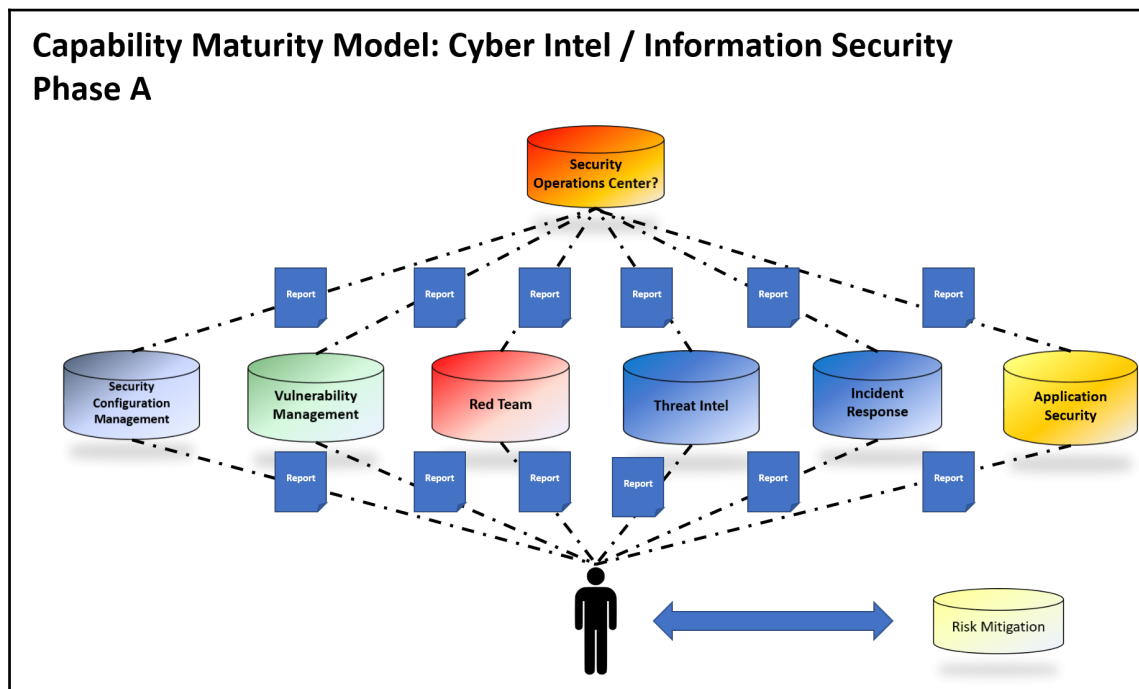 Capability Maturity Model: Cyber Intel / Information Security
Phase A
Security
Operations Center?
Report
Report
Report
Report
Report
Report
Security
Configuration
Management
Vulnerability
Management
Red Team
Threat Intel
Incident
Response
Application
Security
Report
Report
Report
Report
Report
Report
Risk Mitigation